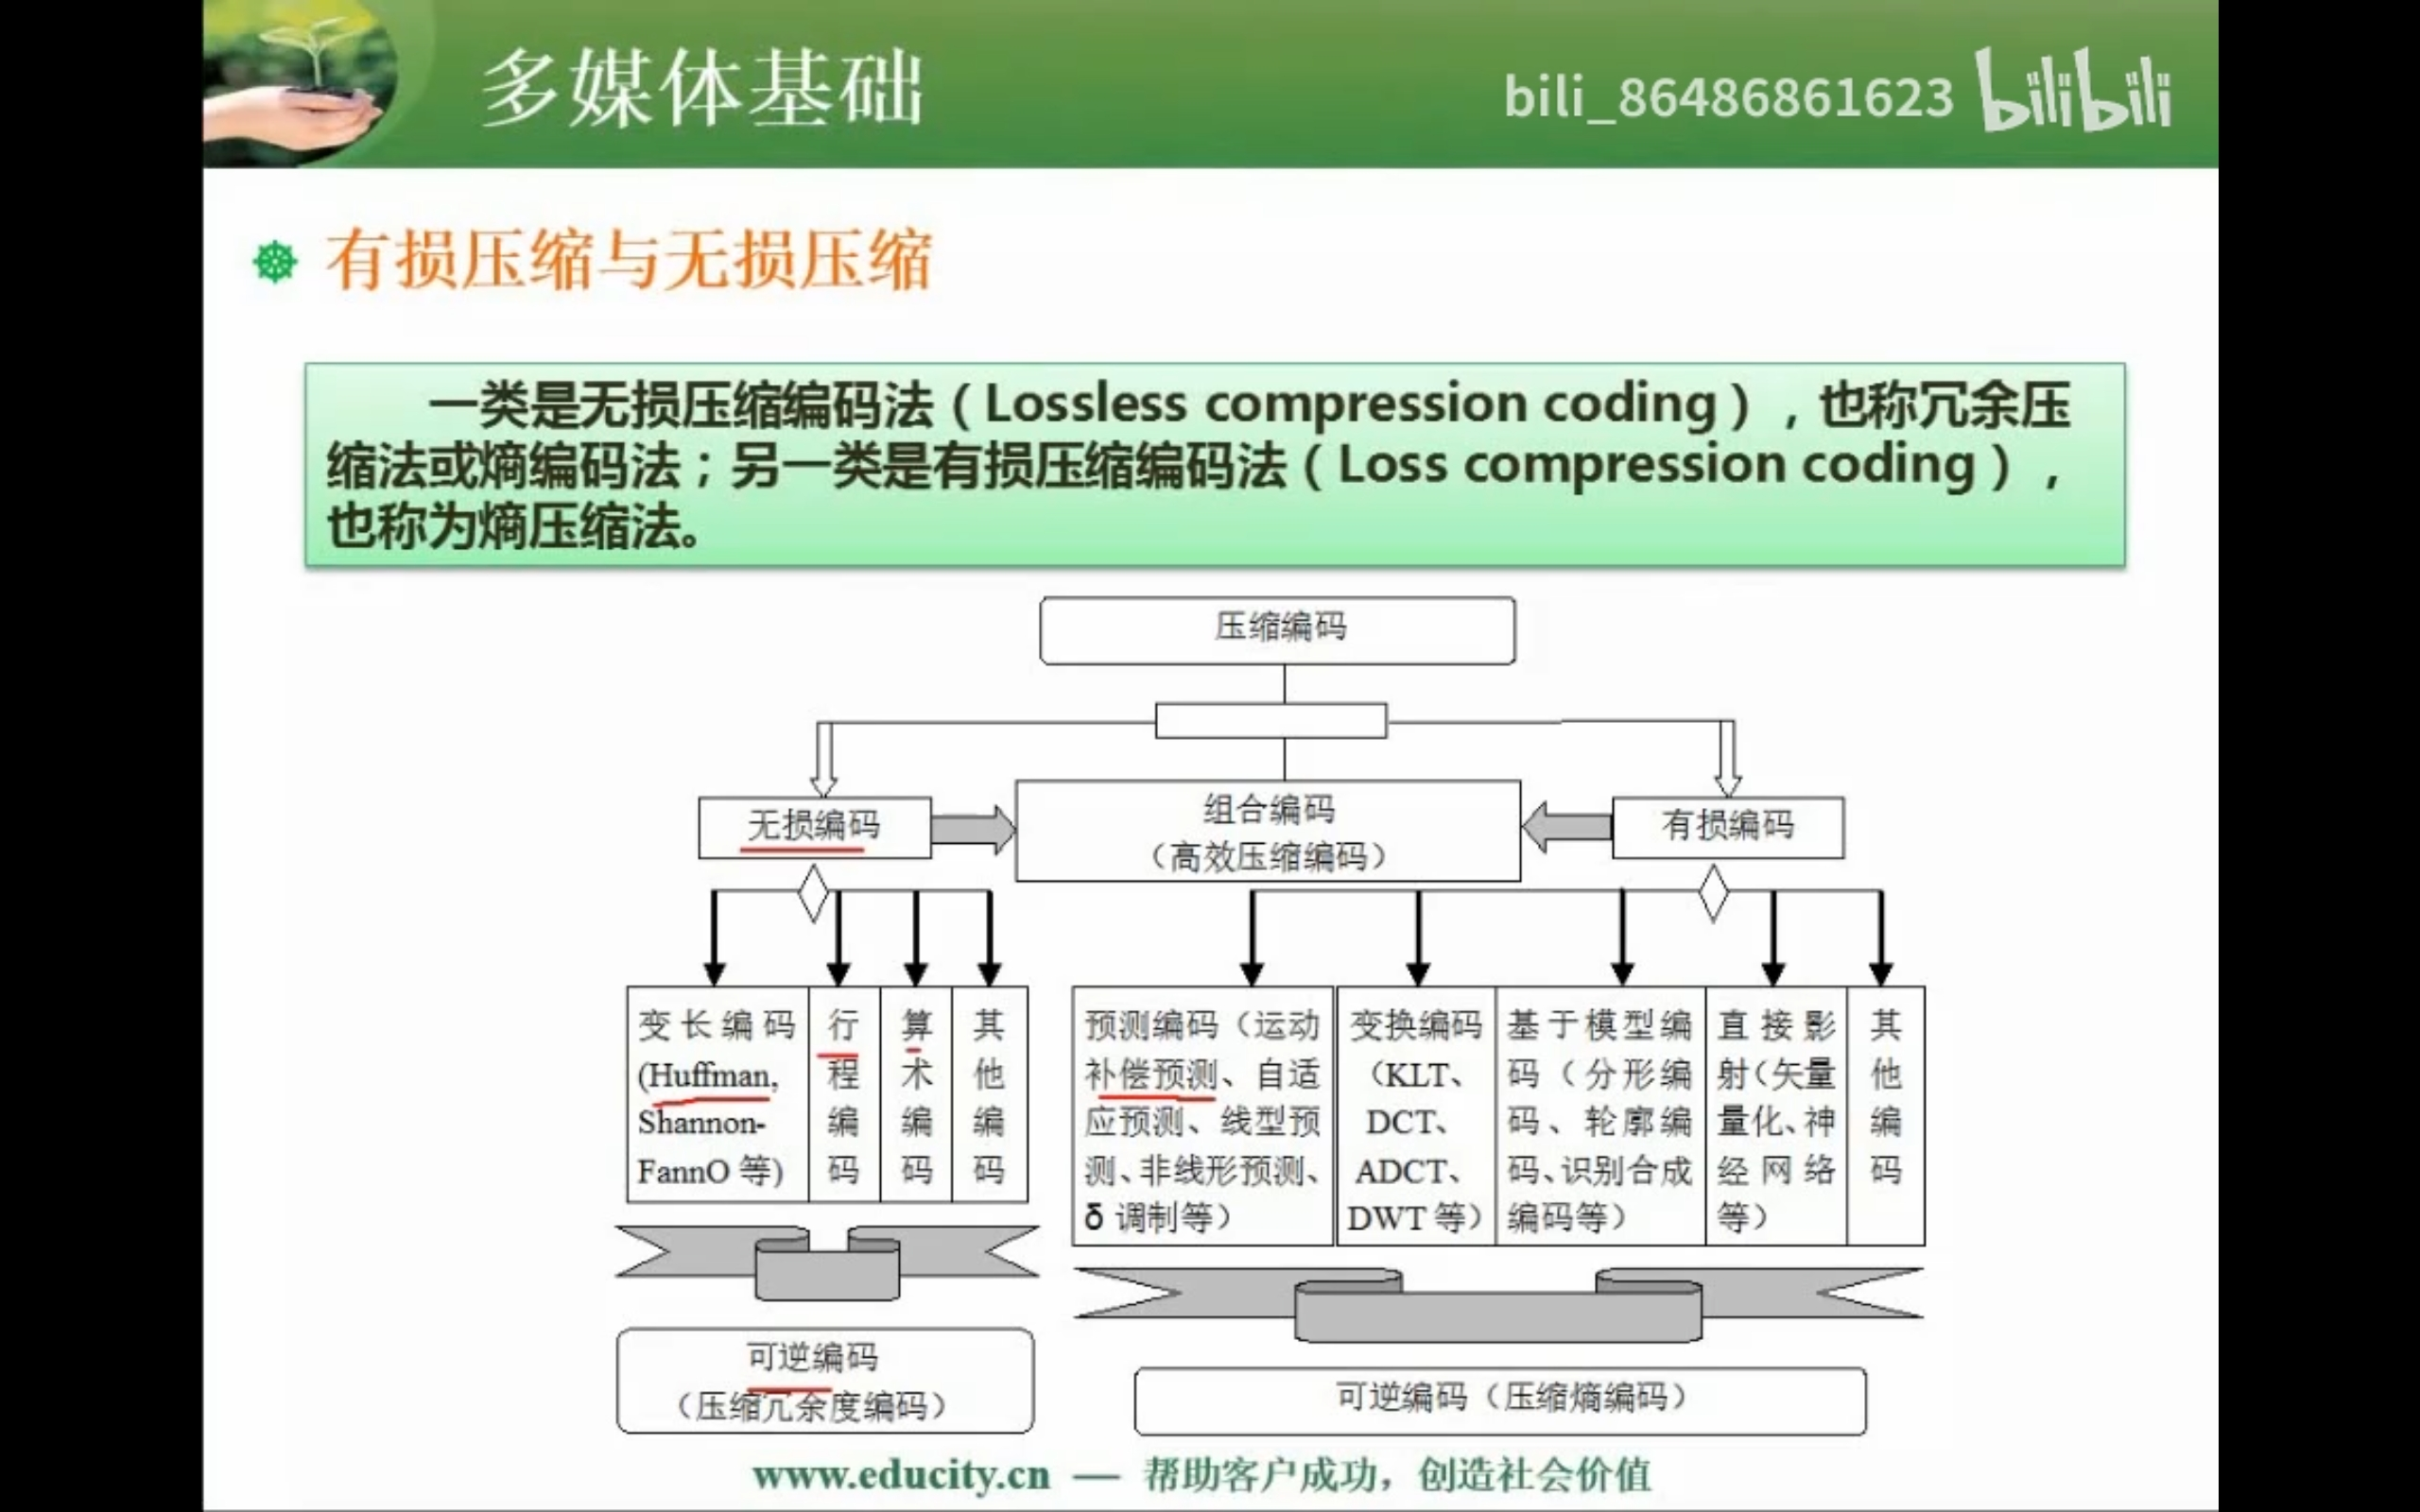 多媒体基础
bili_86486861623 bilibili
有损压缩与无损压缩
一类是无损压缩编码法（Lossless compression coding），也称冗余压
缩法或熵编码法；另一类是有损压缩编码法（Loss compression coding），
也称为熵压缩法。
压缩编码
无损编码
组合编码
（高效压缩编码）
有损编码
变长编码
(Huffman,
Shannon-
FannO 等)
行
程
编
码
算
术
编
码
其
他
编
码
预测编码（运动
补偿预测、自适
应预测、线型预
测、非线形预测、
δ 调制等）
变换编码
（KLT、
DCT、
ADCT、
DWT 等）
基于模型编
码（分形编
码、轮廓编
码、识别合成
编码等）
直接影
射（矢量
量化、神
经网络
等）
其
他
编
码
可逆编码
（压缩冗余度编码）
可逆编码（压缩熵编码）
www.educity.cn — 帮助客户成功，创造社会价值